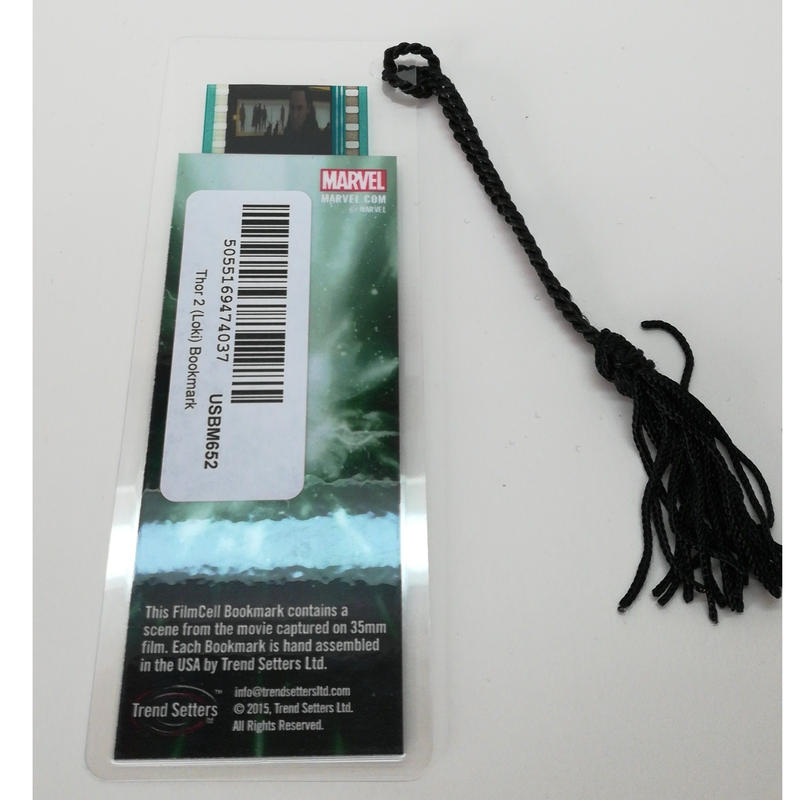 MARVEL
MARVEL.COM
© MARVEL
5055169474037
USBM652
Thor 2 (Loki) Bookmark
This FilmCell Bookmark contains a
scene from the movie captured on 35mm
film. Each Bookmark is hand assembled
in the USA by Trend Setters Ltd.
Trend Setters™
Ltd
info@trendsettersltd.com
© 2015, Trend Setters Ltd.
All Rights Reserved.